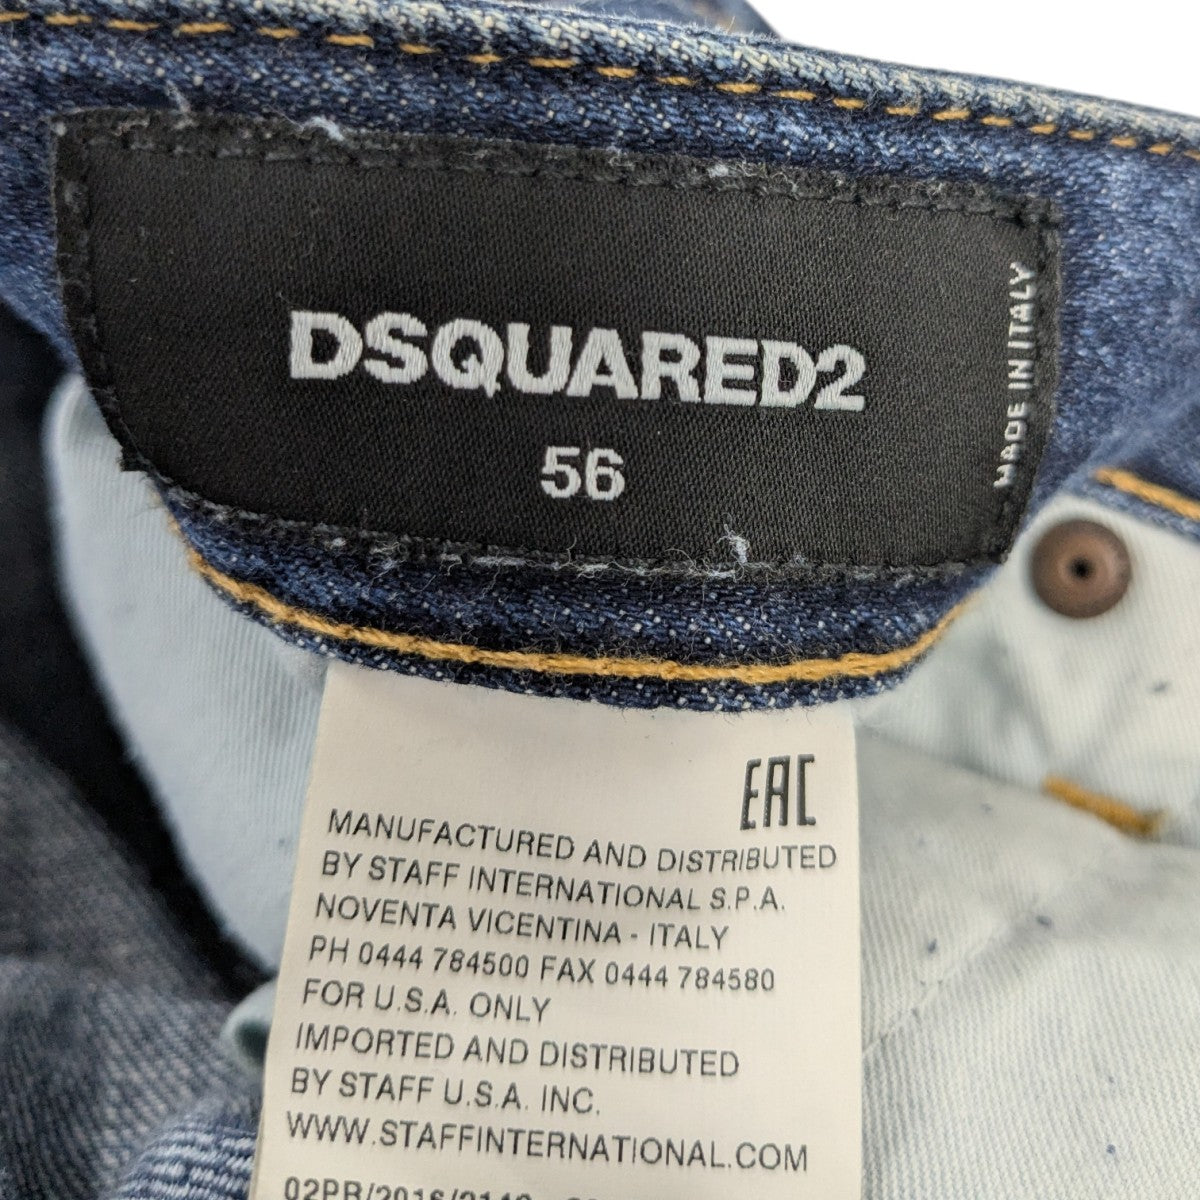 DSQUARED2
56
MADE IN ITALY
EAC
MANUFACTURED AND DISTRIBUTED
BY STAFF INTERNATIONAL S.P.A.
NOVENTA VICENTINA - ITALY
PH 0444 784500 FAX 0444 784580
FOR U.S.A. ONLY
IMPORTED AND DISTRIBUTED
BY STAFF U.S.A. INC.
WWW.STAFFINTERNATIONAL.COM